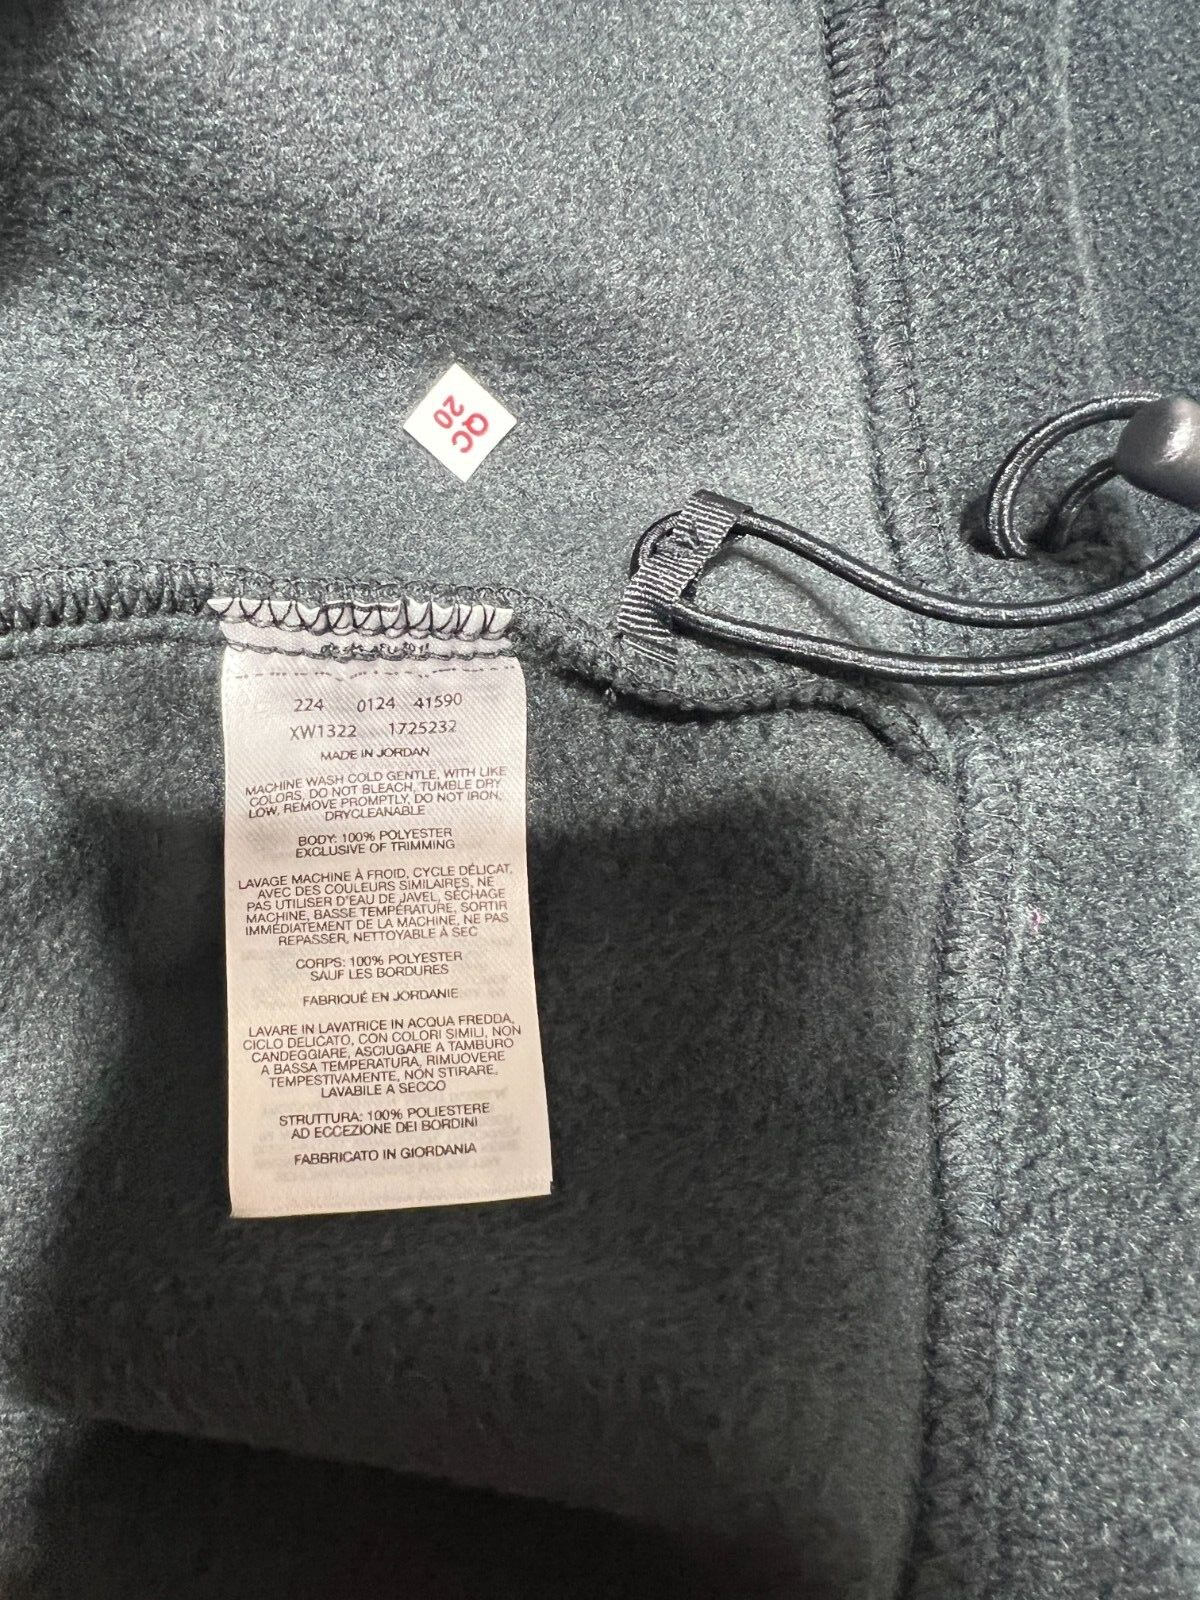 QC
20
224 0124 41590
XW1322 1725232
MADE IN JORDAN
MACHINE WASH COLD GENTLE, WITH LIKE
COLORS, DO NOT BLEACH, TUMBLE DRY
LOW, REMOVE PROMPTLY, DO NOT IRON,
DRYCLEANABLE
BODY: 100% POLYESTER
EXCLUSIVE OF TRIMMING
LAVAGE MACHINE À FROID, CYCLE DÉLICAT,
AVEC DES COULEURS SIMILAIRES, NE
PAS UTILISER D'EAU DE JAVEL, SÉCHAGE
MACHINE, BASSE TEMPÉRATURE, SORTIR
IMMÉDIATEMENT DE LA MACHINE, NE PAS
REPASSER, NETTOYABLE À SEC
CORPS: 100% POLYESTER
SAUF LES BORDURES
FABRIQUÉ EN JORDANIE
LAVARE IN LAVATRICE IN ACQUA FREDDA,
CICLO DELICATO, CON COLORI SIMILI, NON
CANDEGGIARE, ASCIUGARE A TAMBURO
A BASSA TEMPERATURA, RIMUOVERE
TEMPESTIVAMENTE, NON STIRARE,
LAVABILE A SECCO
STRUTTURA: 100% POLIESTERE
AD ECCEZIONE DEI BORDINI
FABBRICATO IN GIORDANIA